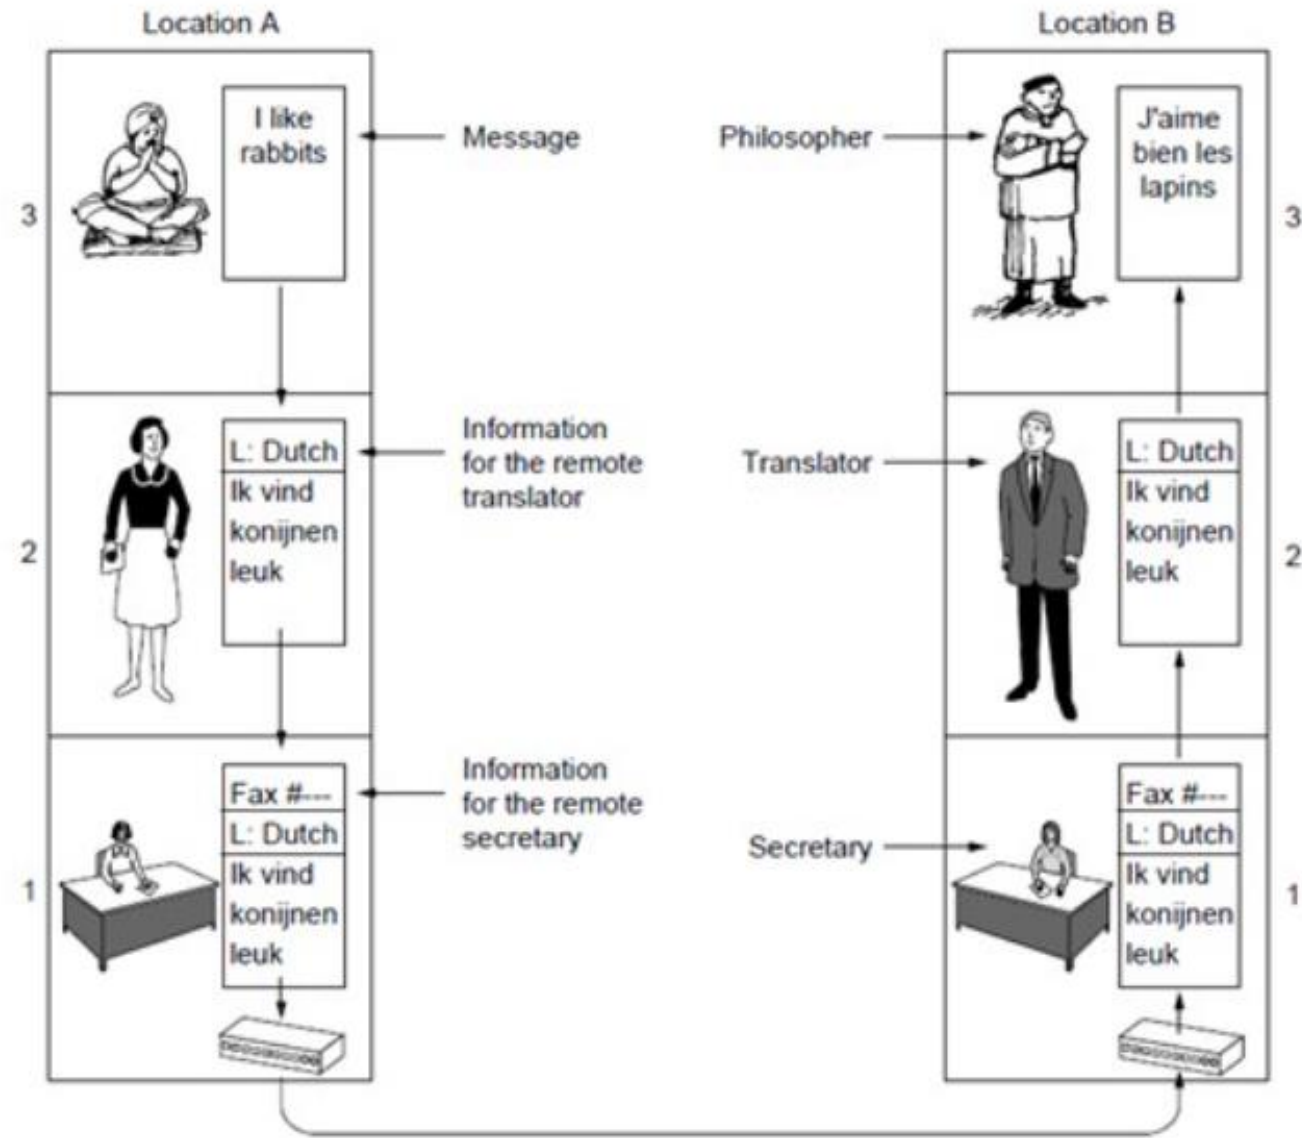 Location A
Location B
I like
rabbits
Message
Philosopher
J'aime
bien les
lapins
3
3
L: Dutch
Ik vind
konijnen
leuk
Information
for the remote
translator
Translator
L: Dutch
Ik vind
konijnen
leuk
2
2
Fax #---
L: Dutch
Ik vind
konijnen
leuk
Information
for the remote
secretary
Secretary
Fax #---
L: Dutch
Ik vind
konijnen
leuk
1
1